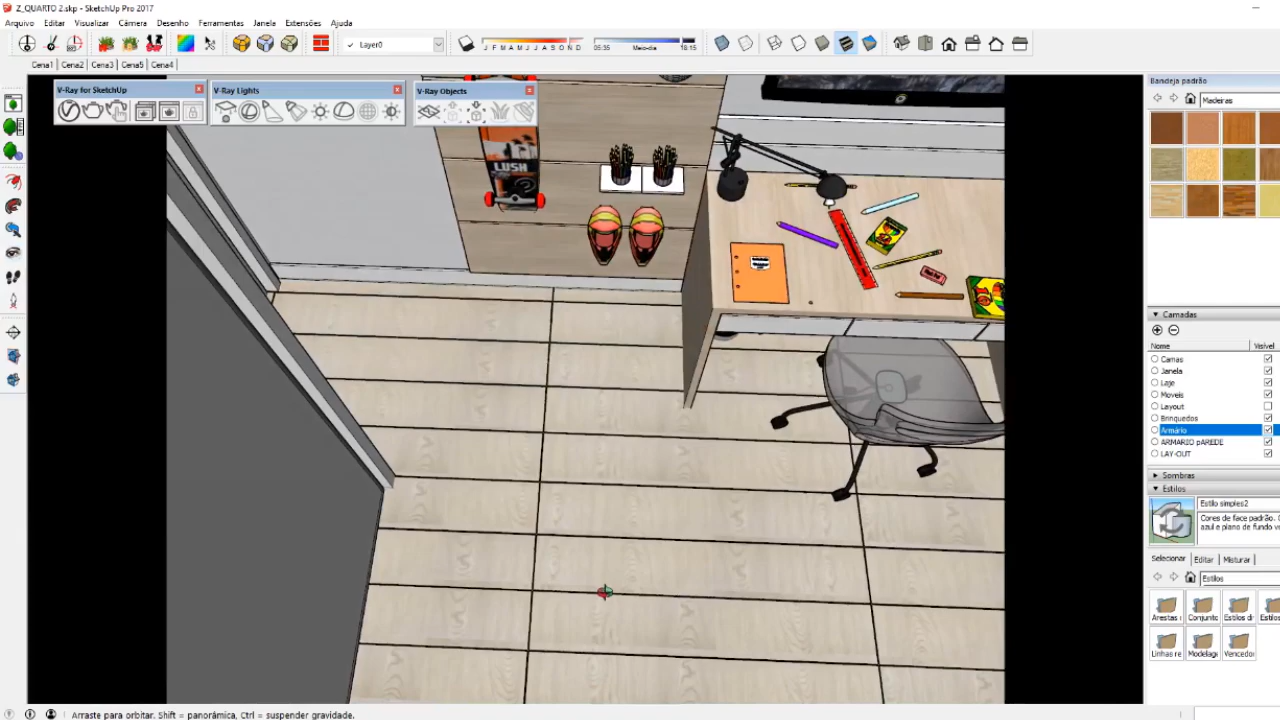 Z_QUARTO 2.skp - SketchUp Pro 2017
Arquivo Editar Visualizar Câmera Desenho Ferramentas Janela Extensões Ajuda
Layer0
J F M A M J J A S O N D
05:35 Meio-dia 18:15
Cena1 Cena2 Cena3 Cena5 Cena4
V-Ray for SketchUp
V-Ray Lights
V-Ray Objects
Bandeja padrão
Madeiras
LUSH
Camadas
Nome Visível
Camas
Janela
Laje
Moveis
Layout
Brinquedos
Armário
ARMARIO pAREDE
LAY-OUT
Sombras
Estilos
Estilo simples2
Cores de face padrão.
azul e plano de fundo
Selecionar Editar Misturar
Estilos
Arestas
Conjunto
Estilos d
Estilos
Linhas re
Modelag
Vencedo
Arraste para orbitar. Shift = panorâmica, Ctrl = suspender gravidade.